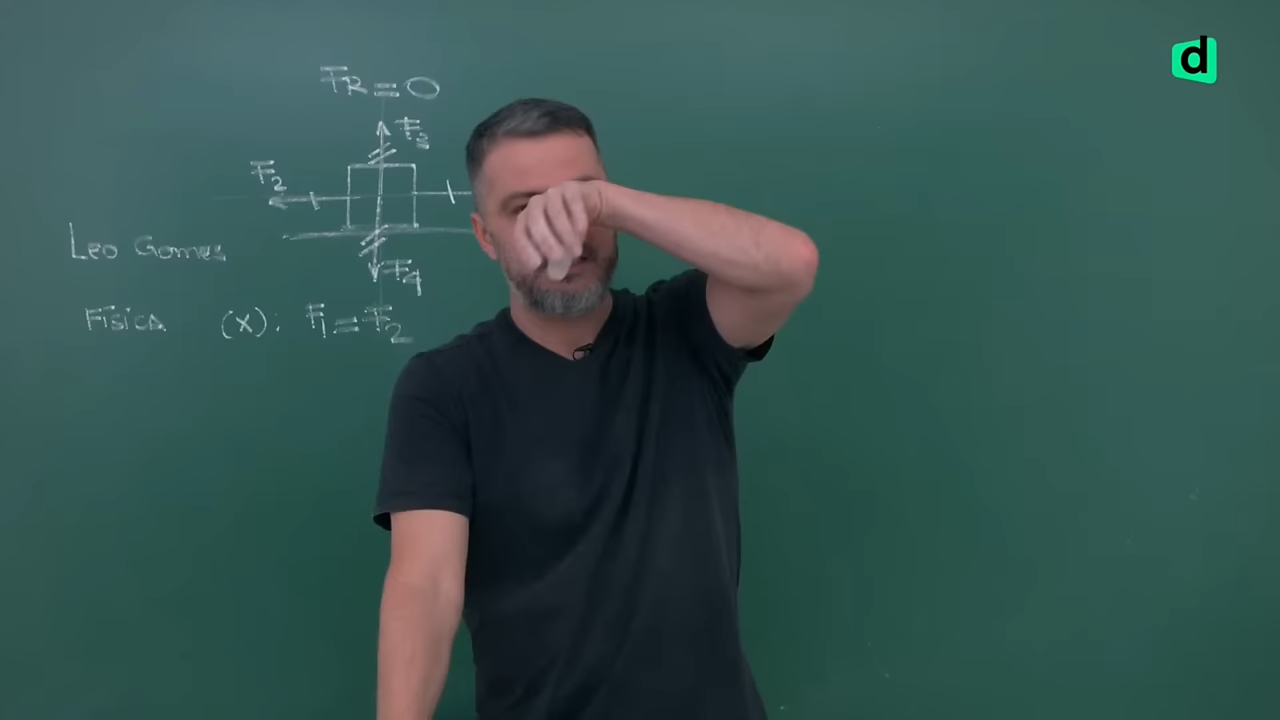 FR = 0
F3
F2
Leo Gomes
F4
Física (x): F1 = F2
d